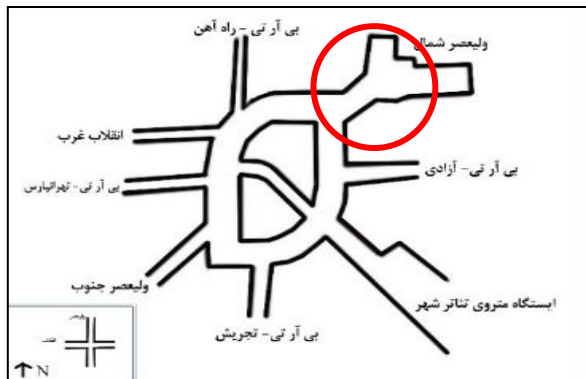 بی آر تی - راه آهن
ولیعصر شمال
انقلاب غرب
بی آر تی - آزادی
بی آر تی - تهرانپارس
ولیعصر جنوب
ایستگاه متروی تئاتر شهر
بی آر تی - تجریش
N